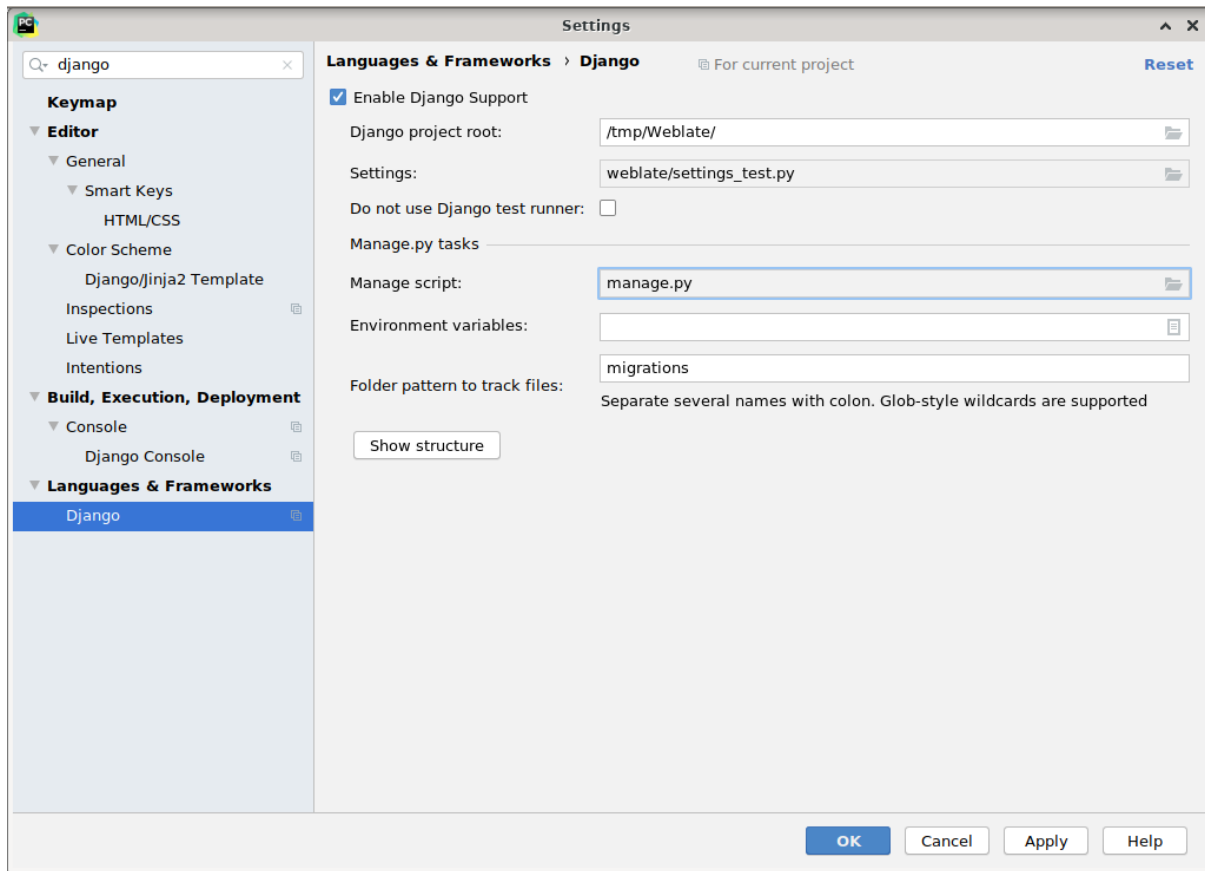 PC
Settings
django
Keymap
Editor
General
Smart Keys
HTML/CSS
Color Scheme
Django/Jinja2 Template
Inspections
Live Templates
Intentions
Build, Execution, Deployment
Console
Django Console
Languages & Frameworks
Django
Languages & Frameworks › Django For current project Reset
Enable Django Support
Django project root: /tmp/Weblate/
Settings: weblate/settings_test.py
Do not use Django test runner:
Manage.py tasks
Manage script: manage.py
Environment variables:
Folder pattern to track files: migrations
Separate several names with colon. Glob-style wildcards are supported
Show structure
OK Cancel Apply Help